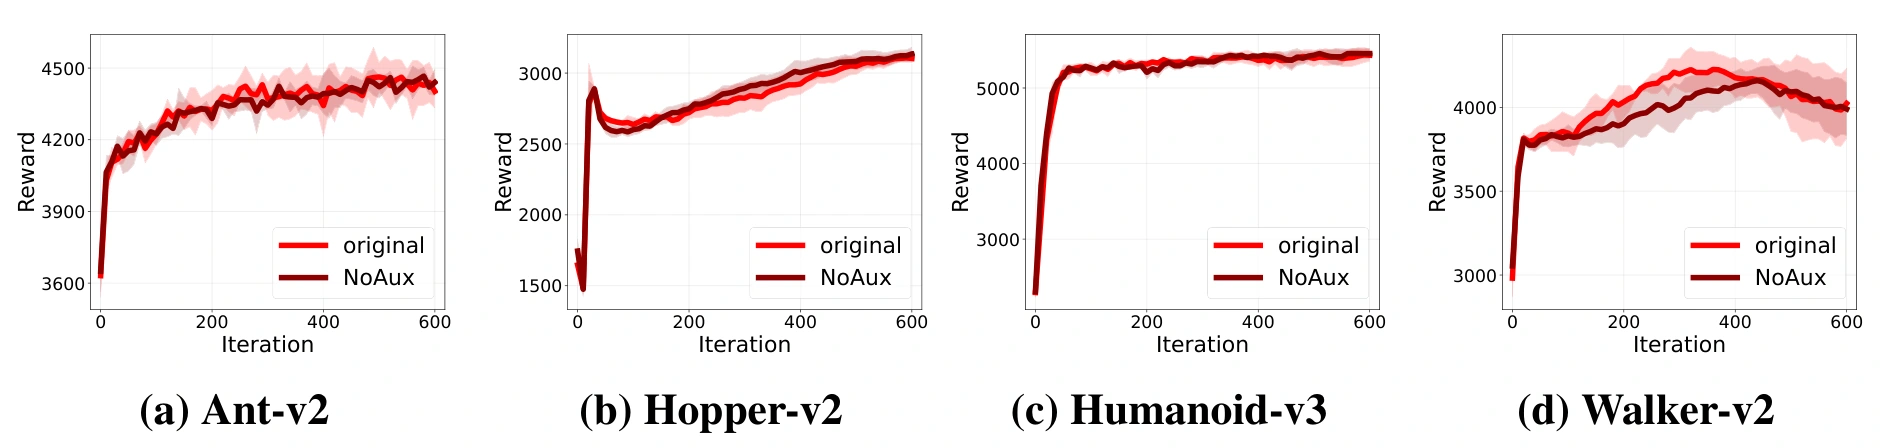 4500
4200
3900
3600
Reward
original
NoAux
0 200 400 600
Iteration
(a) Ant-v2
3000
2500
2000
1500
Reward
original
NoAux
0 200 400 600
Iteration
(b) Hopper-v2
5000
4000
3000
Reward
original
NoAux
0 200 400 600
Iteration
(c) Humanoid-v3
4000
3500
3000
Reward
original
NoAux
0 200 400 600
Iteration
(d) Walker-v2